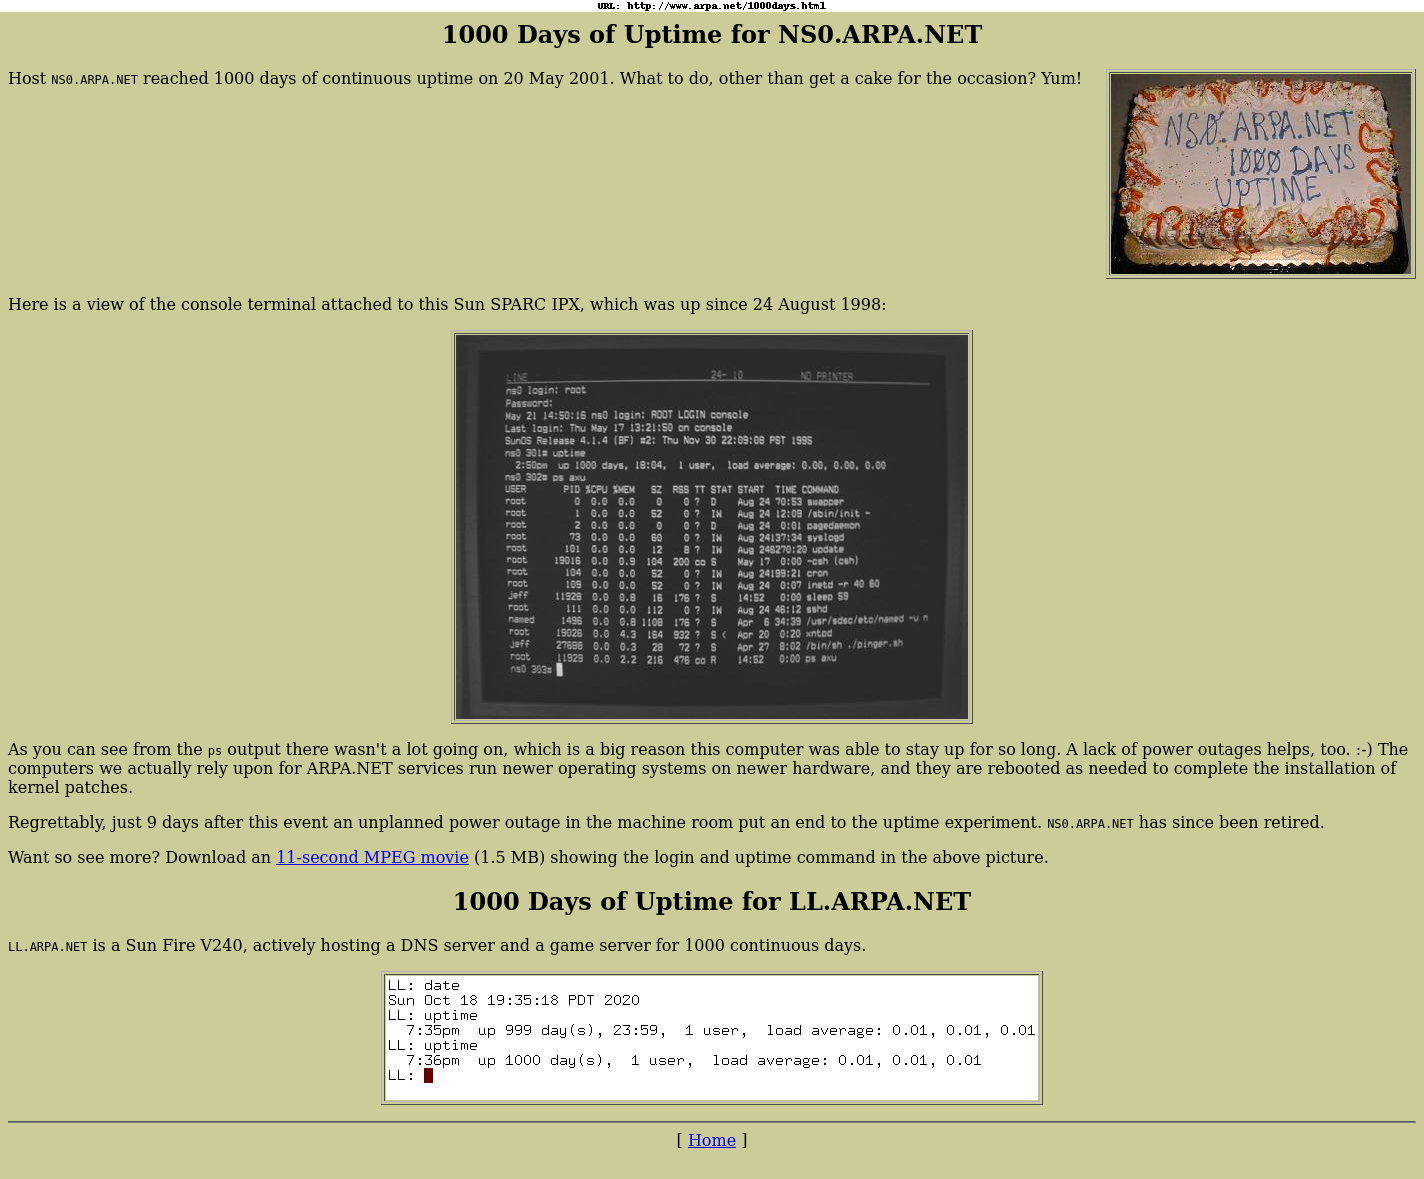 URL: http://www.arpa.net/1000days.html
1000 Days of Uptime for NS0.ARPA.NET
Host NS0.ARPA.NET reached 1000 days of continuous uptime on 20 May 2001. What to do, other than get a cake for the occasion? Yum!
NSØ.ARPA.NET
1ØØØ DAYS
UPTIME
Here is a view of the console terminal attached to this Sun SPARC IPX, which was up since 24 August 1998:
LINE 24- 10 NO PRINTER
ns0 login: root
Password:
May 21 14:50:16 ns0 login: ROOT LOGIN console
Last login: Thu May 17 13:21:50 on console
SunOS Release 4.1.4 (BF) #2: Thu Nov 30 22:09:08 PST 1995
ns0 301# uptime
2:50pm up 1000 days, 18:04, 1 user, load average: 0.00, 0.00, 0.00
ns0 302# ps axu
USER PID %CPU %MEM SZ RSS TT STAT START TIME COMMAND
root 0 0.0 0.0 0 0 ? D Aug 24 70:53 swapper
root 1 0.0 0.0 52 0 ? IW Aug 24 12:09 /sbin/init -
root 2 0.0 0.0 0 0 ? D Aug 24 0:01 pagedaemon
root 73 0.0 0.0 60 0 ? IW Aug 24137:34 syslogd
root 101 0.0 0.0 12 8 ? IW Aug 246270:20 update
root 19016 0.0 0.9 104 200 co S May 17 0:00 -csh (csh)
root 104 0.0 0.0 52 0 ? IW Aug 24199:21 cron
root 109 0.0 0.0 52 0 ? IW Aug 24 0:07 inetd -r 40 60
jeff 11928 0.0 0.8 16 176 ? S 14:52 0:00 sleep 59
root 111 0.0 0.0 112 0 ? IW Aug 24 46:12 sshd
named 1496 0.0 0.8 1108 176 ? S Apr 6 34:39 /usr/sdsc/etc/named -u n
root 19026 0.0 4.3 164 932 ? S < Apr 20 0:20 xntpd
jeff 27688 0.0 0.3 28 72 ? S Apr 27 8:02 /bin/sh ./pinger.sh
root 11929 0.0 2.2 216 476 co R 14:52 0:00 ps axu
ns0 303#
As you can see from the ps output there wasn't a lot going on, which is a big reason this computer was able to stay up for so long. A lack of power outages helps, too. :-) The
computers we actually rely upon for ARPA.NET services run newer operating systems on newer hardware, and they are rebooted as needed to complete the installation of
kernel patches.
Regrettably, just 9 days after this event an unplanned power outage in the machine room put an end to the uptime experiment. NS0.ARPA.NET has since been retired.
Want so see more? Download an 11-second MPEG movie (1.5 MB) showing the login and uptime command in the above picture.
1000 Days of Uptime for LL.ARPA.NET
LL.ARPA.NET is a Sun Fire V240, actively hosting a DNS server and a game server for 1000 continuous days.
LL: date
Sun Oct 18 19:35:18 PDT 2020
LL: uptime
7:35pm up 999 day(s), 23:59, 1 user, load average: 0.01, 0.01, 0.01
LL: uptime
7:36pm up 1000 day(s), 1 user, load average: 0.01, 0.01, 0.01
LL:
[ Home ]